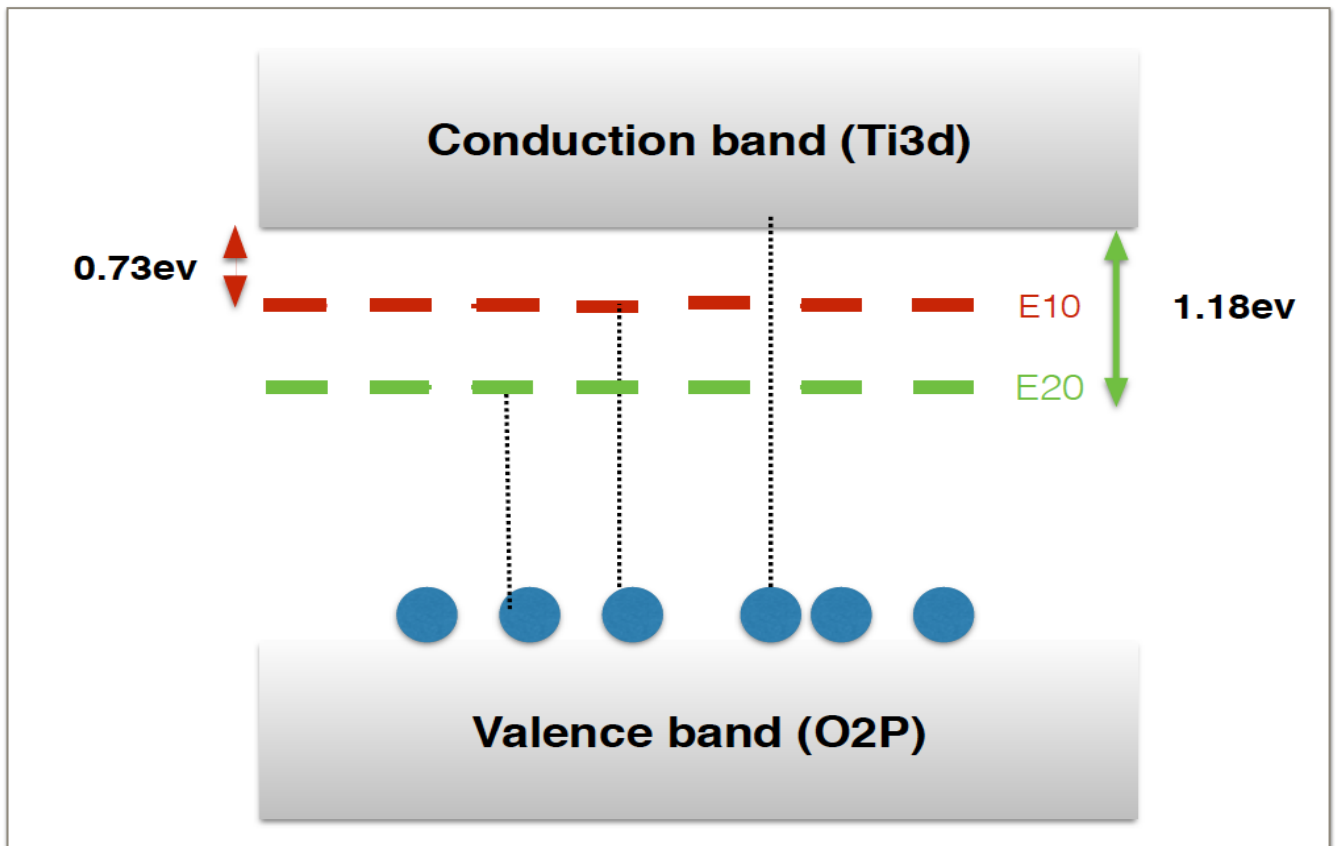 Conduction band (Ti3d)
0.73ev
E10
1.18ev
E20
Valence band (O2P)